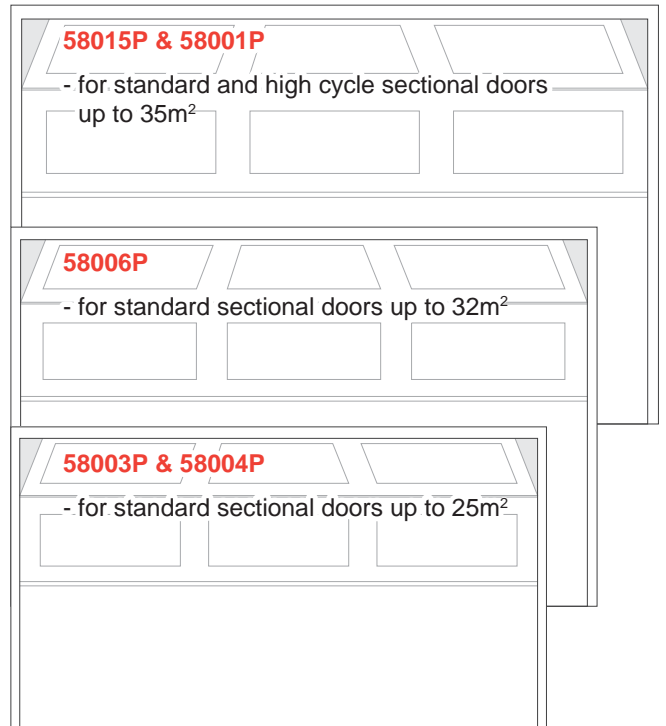 58015P & 58001P
- for standard and high cycle sectional doors
up to 35m²
58006P
- for standard sectional doors up to 32m²
58003P & 58004P
- for standard sectional doors up to 25m²